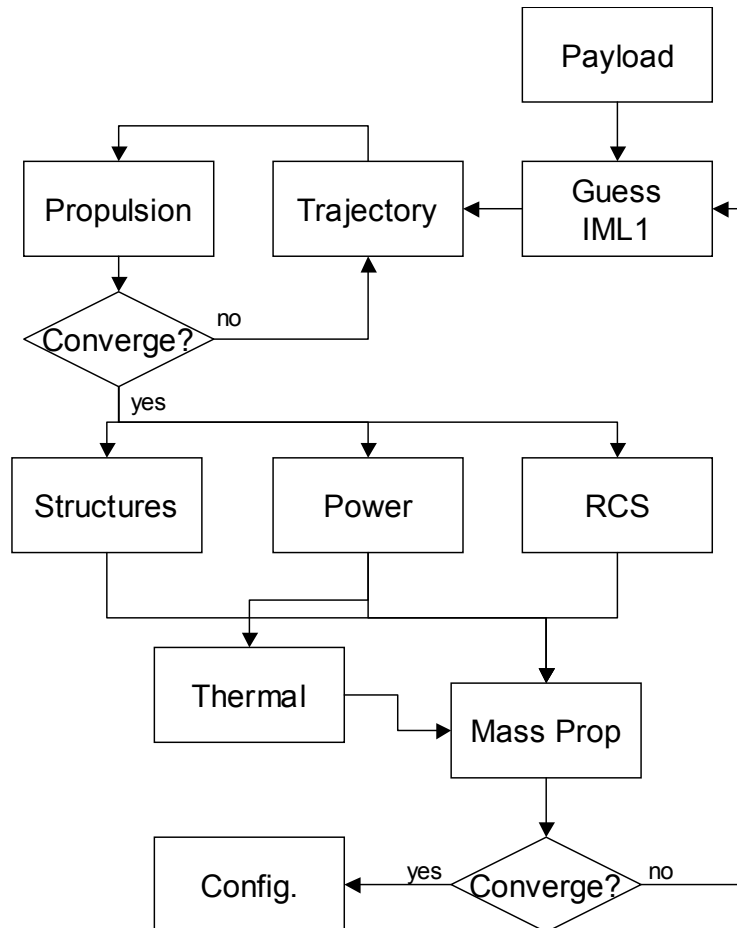 Payload
Propulsion
Trajectory
Guess
IML1
Converge?
no
yes
Structures
Power
RCS
Thermal
Mass Prop
Config.
yes
Converge?
no